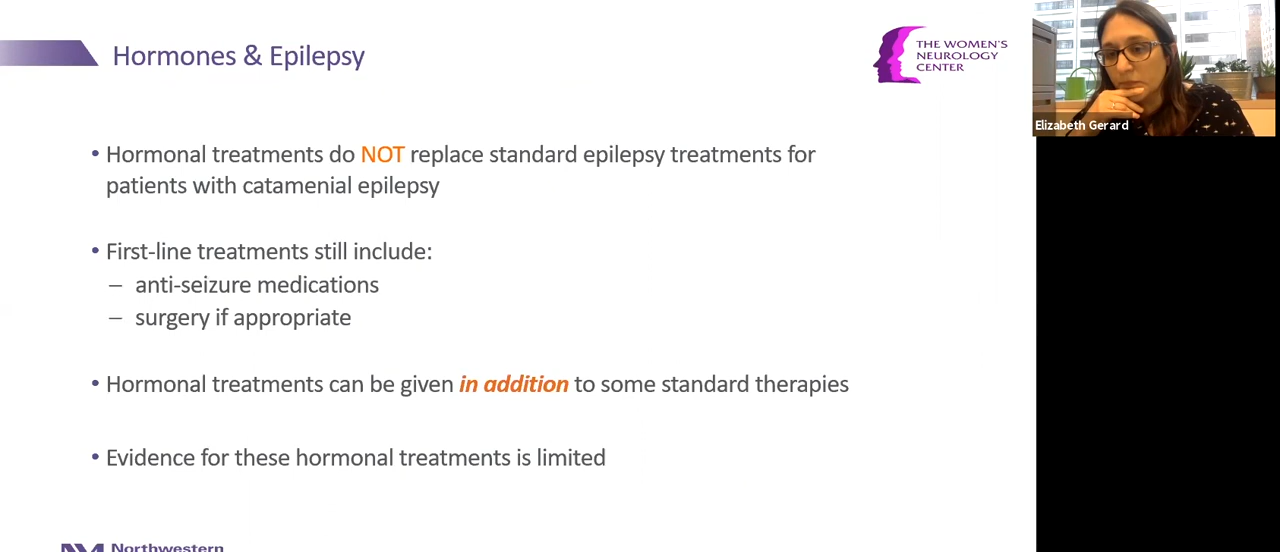 Hormones & Epilepsy
THE WOMEN'S
NEUROLOGY
CENTER
Elizabeth Gerard
• Hormonal treatments do NOT replace standard epilepsy treatments for
patients with catamenial epilepsy
• First-line treatments still include:
– anti-seizure medications
– surgery if appropriate
• Hormonal treatments can be given in addition to some standard therapies
• Evidence for these hormonal treatments is limited
Northwestern